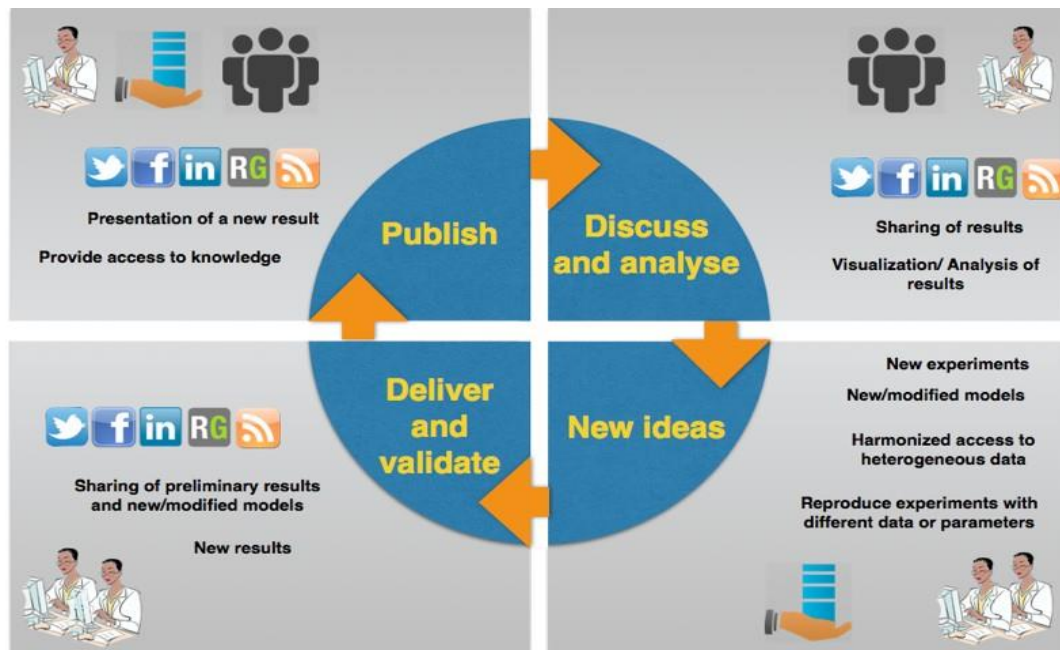 Publish
Presentation of a new result
Provide access to knowledge
in RG
Discuss
and analyse
Sharing of results
Visualization/ Analysis of
results
in RG
Deliver
and
validate
Sharing of preliminary results
and new/modified models
New results
in RG
New ideas
New experiments
New/modified models
Harmonized access to
heterogeneous data
Reproduce experiments with
different data or parameters